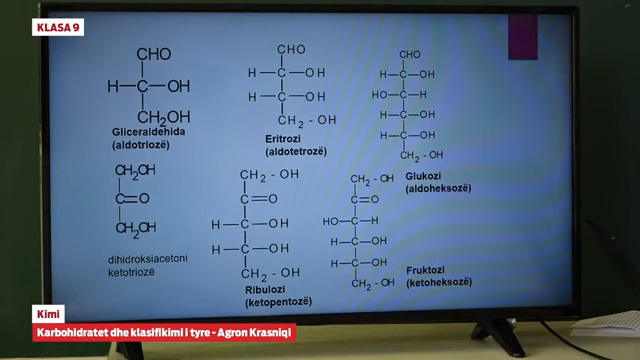 KLASA 9
CHO
H-C-OH
CH₂OH
Gliceraldehida
(aldotriozë)
CHO
H-C-OH
H-C-OH
CH₂-OH
Eritrozi
(aldotetrozë)
CHO
H-C-OH
HO-C-H
H-C-OH
H-C-OH
CH₂-OH
Glukozi
(aldoheksozë)
CH₂OH
C=O
CH₂OH
dihidroksiacetoni
ketotriozë
CH₂-OH
C=O
H-C-OH
H-C-OH
CH₂-OH
Ribulozi
(ketopentozë)
CH₂-OH
C=O
HO-C-H
H-C-OH
H-C-OH
CH₂-OH
Fruktozi
(ketoheksozë)
Kimi
Karbohidratet dhe klasifikimi i tyre - Agron Krasniqi